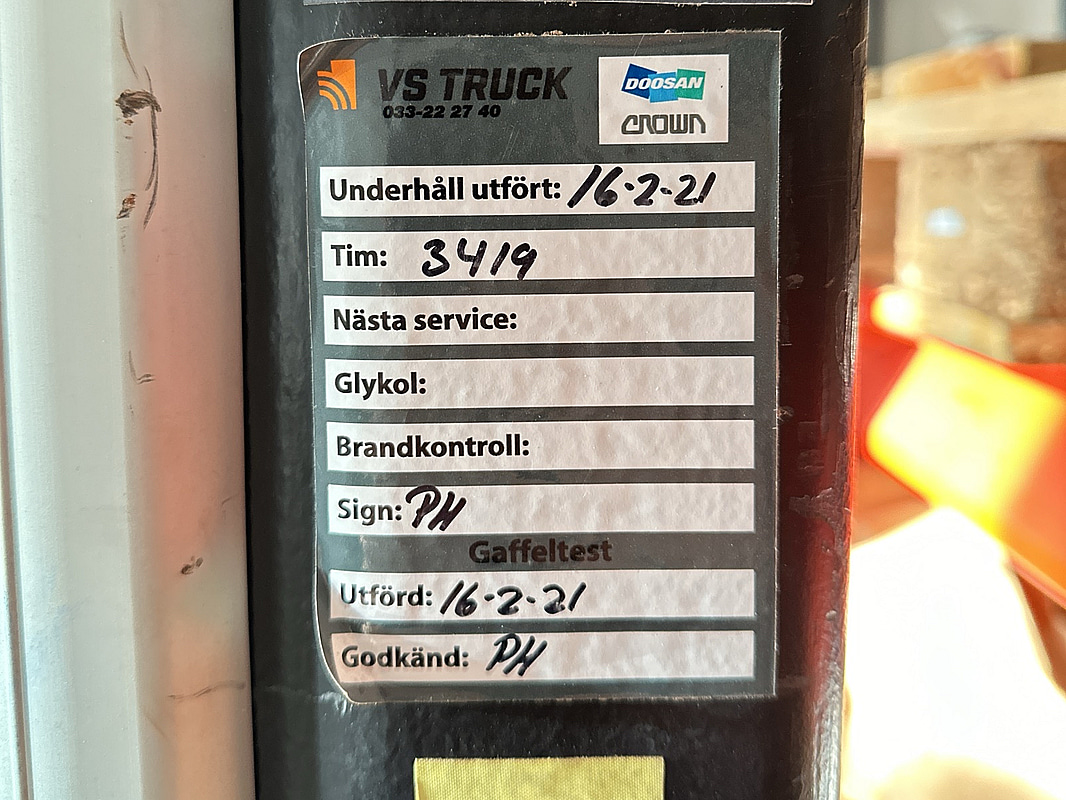 VS TRUCK
033-22 27 40
DOOSAN
CROWN
Underhåll utfört: 16-2-21
Tim: 3419
Nästa service:
Glykol:
Brandkontroll:
Sign: PH
Gaffeltest
Utförd: 16-2-21
Godkänd: PH